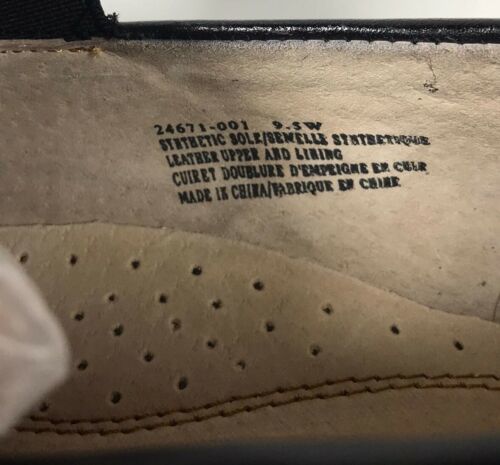 24671-001 9.5W
SYNTHETIC SOLE/SEMELLE SYNTHETIQUE
LEATHER UPPER AND LINING
CUIRET DOUBLURE D'EMPEIGNE EN CUIR
MADE IN CHINA/FABRIQUE EN CHINE